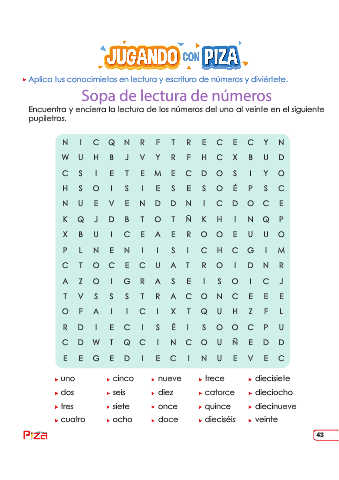 JUGANDO CON PIZA
Aplica tus conocimietos en lectura y escrituro de números y diviértete.
Sopa de lectura de números
Encuentra y encierra la lectura de los números del uno al veinte en el siguiente
pupiletras.
N I C Q N R F T R E C E C Y N
W U H B J V Y R F H C X B U D
C S I E T E M E C D O S I Y O
H S O I S I E S E S O É P S C
N U E V E N D D N I C D O C E
K Q J D B T O T Ñ K H I N Q P
X B U I C E A E R O O E U U O
P L N E N I I S I C H C G I M
C T O C E C U A T R O I D N R
A Z O I G R A S E I S O I C J
T V S S S T R A C O N C E E E
O F A I I C I X T Q U H Z F L
R D I E C I S É I S O O C P U
C D W T Q C I N C O U Ñ E D D
E E G E D I E C I N U E V E C
uno cinco nueve trece diecisiete
dos seis diez catorce dieciocho
tres siete once quince diecinueve
cuatro ocho doce dieciséis veinte
PIZA 43